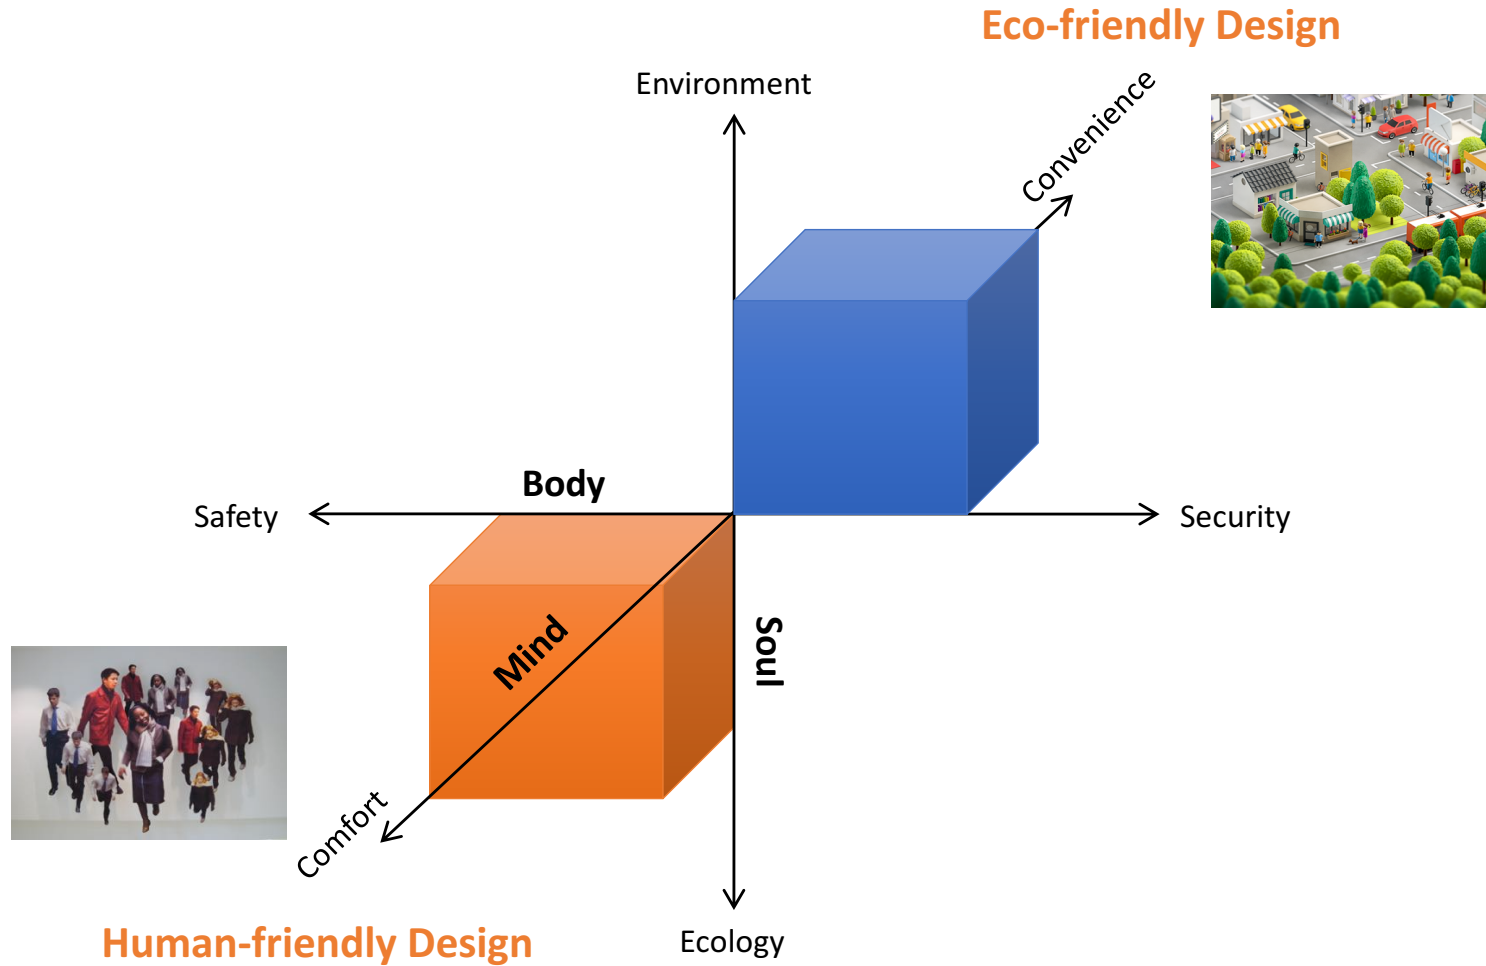 Eco-friendly Design
Environment
Convenience
Body
Safety
Security
Mind
Soul
Comfort
Human-friendly Design
Ecology